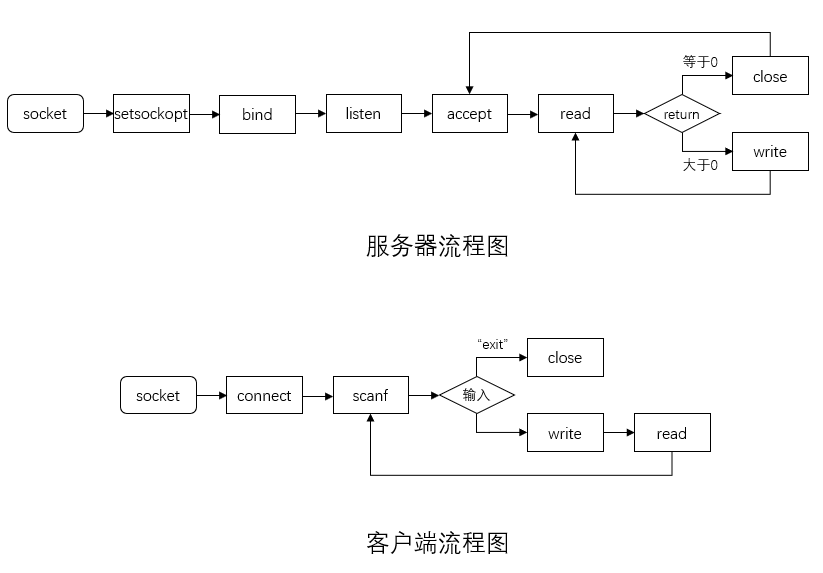 等于0
close
socket
setsockopt
bind
listen
accept
read
return
大于0
write
服务器流程图
“exit”
close
socket
connect
scanf
输入
write
read
客户端流程图